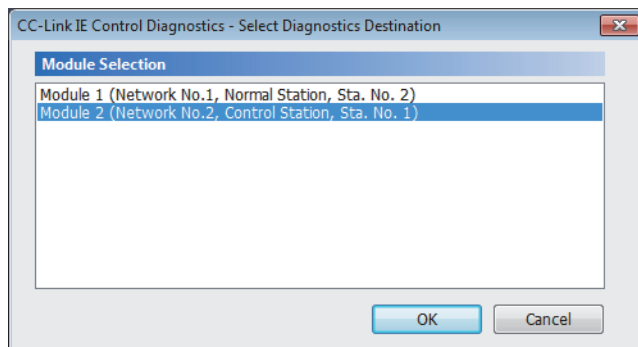 CC-Link IE Control Diagnostics - Select Diagnostics Destination
Module Selection
Module 1 (Network No.1, Normal Station, Sta. No. 2)
Module 2 (Network No.2, Control Station, Sta. No. 1)
OK
Cancel